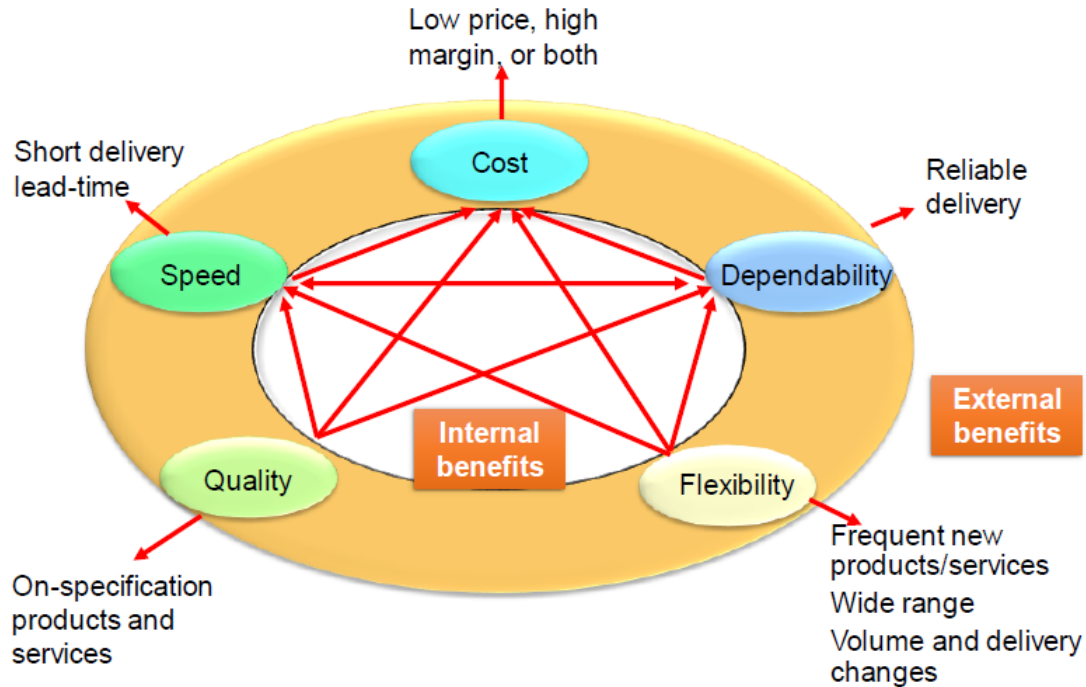 Low price, high
margin, or both
Cost
Short delivery
lead-time
Reliable
delivery
Speed
Dependability
Internal
benefits
External
benefits
Quality
Flexibility
On-specification
products and
services
Frequent new
products/services
Wide range
Volume and delivery
changes